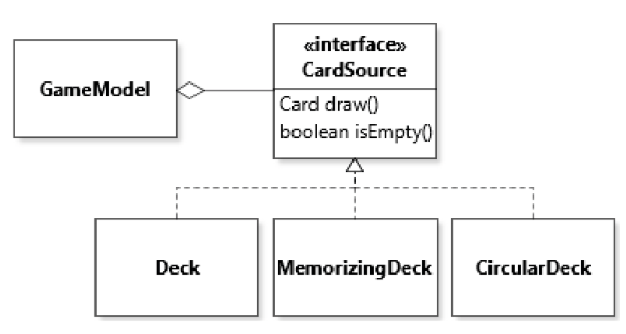 «interface»
CardSource
GameModel
Card draw()
boolean isEmpty()
Deck
MemorizingDeck
CircularDeck